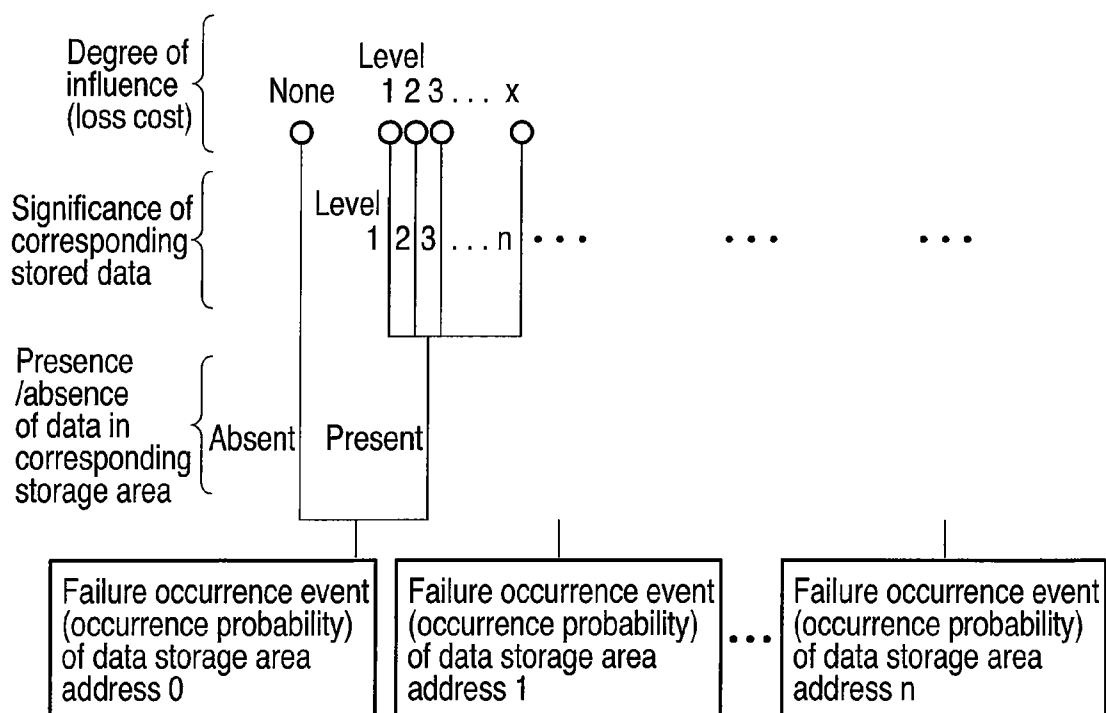 Degree of
influence
(loss cost)
None
Level
1 2 3 . . . x
Significance of
corresponding
stored data
Level
1 2 3 . . . n • • • • • • • • •
Presence
/absence
of data in
corresponding
storage area
Absent
Present
Failure occurrence event
(occurrence probability)
of data storage area
address 0
Failure occurrence event
(occurrence probability)
of data storage area
address 1
• • •
Failure occurrence event
(occurrence probability)
of data storage area
address n